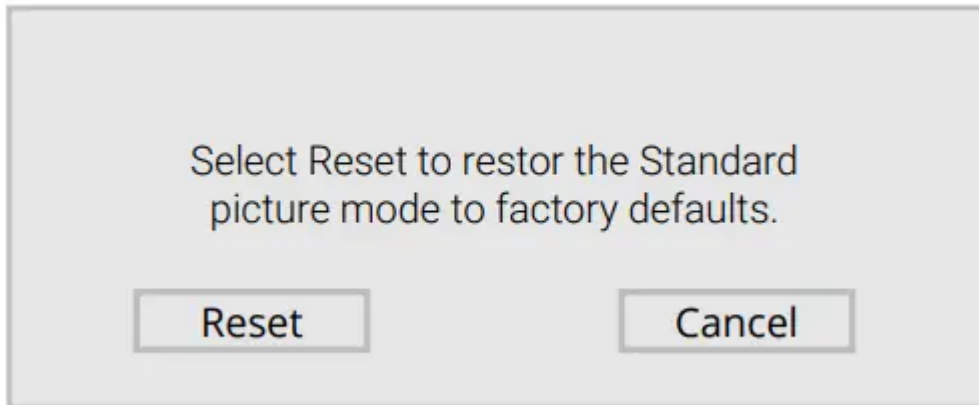 Select Reset to restor the Standard
picture mode to factory defaults.
Reset
Cancel